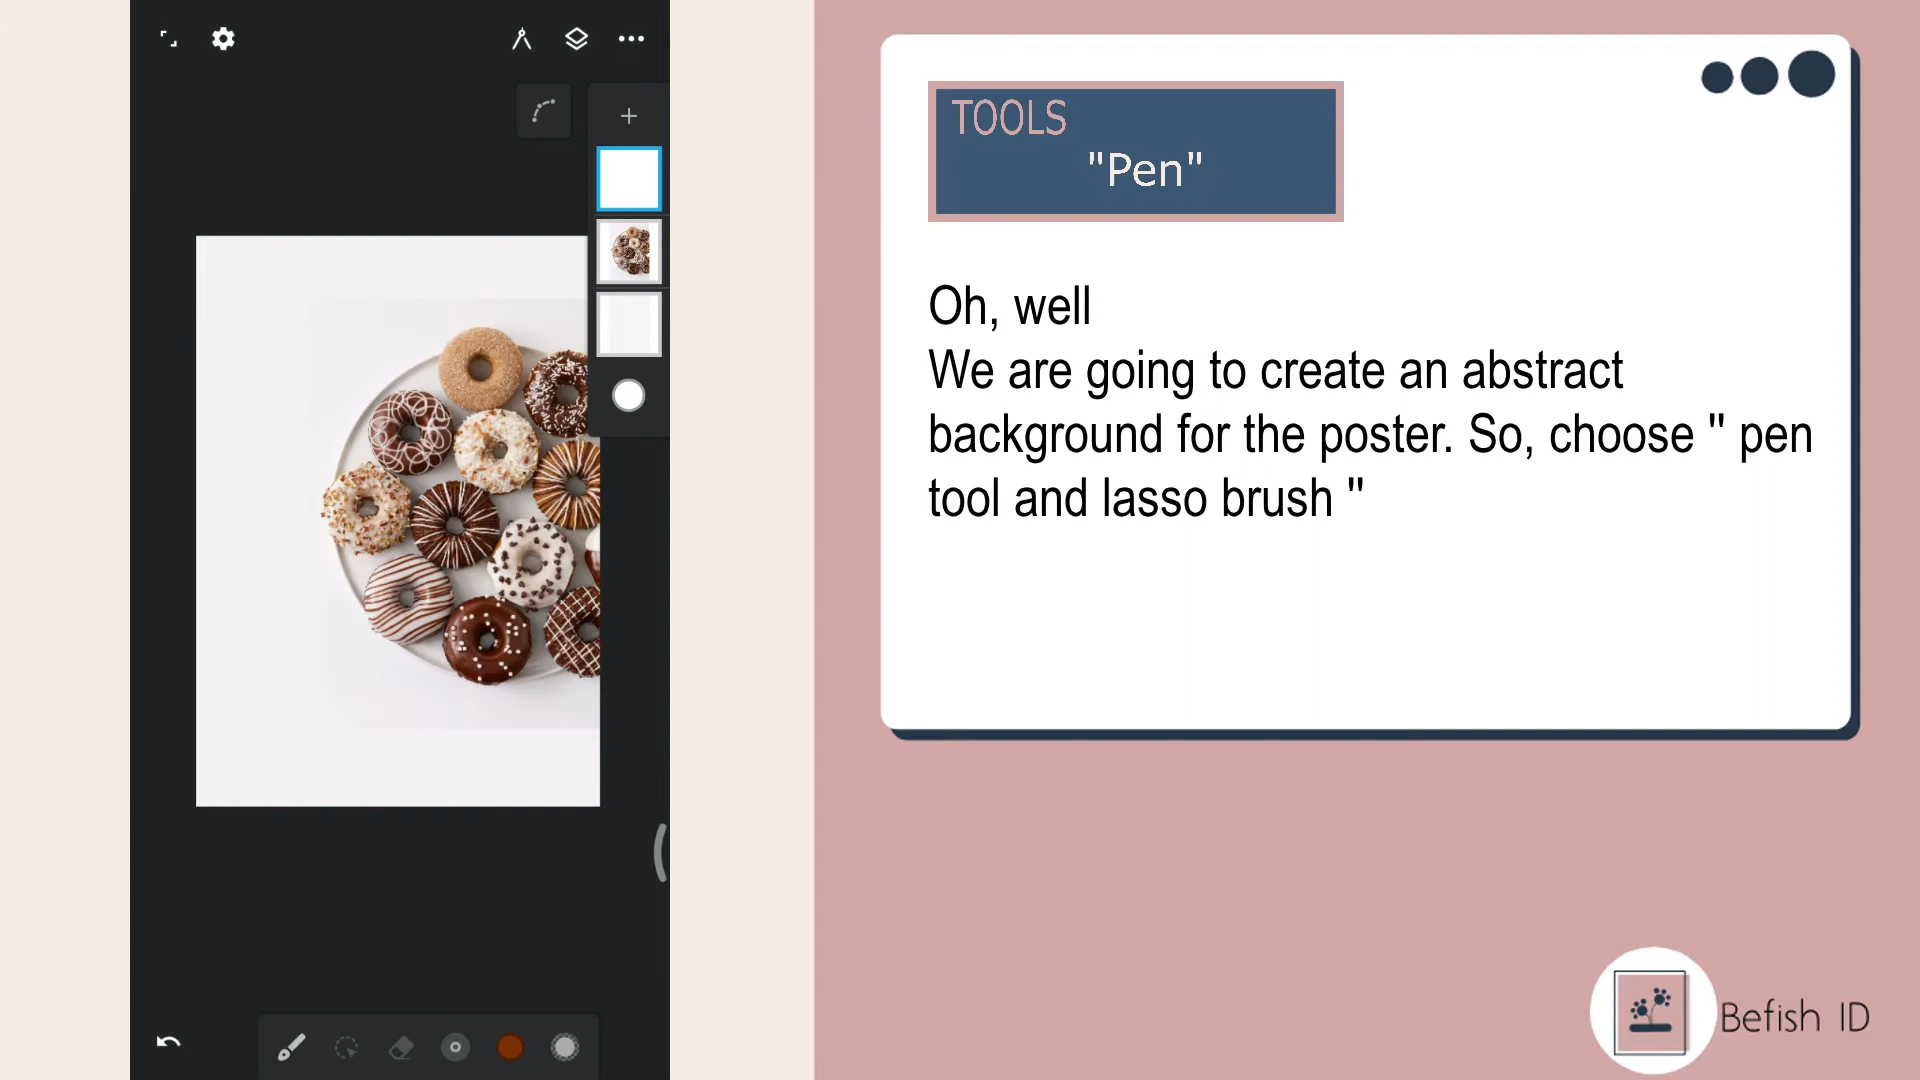 TOOLS
"Pen"
Oh, well
We are going to create an abstract
background for the poster. So, choose " pen
tool and lasso brush "
Befish ID